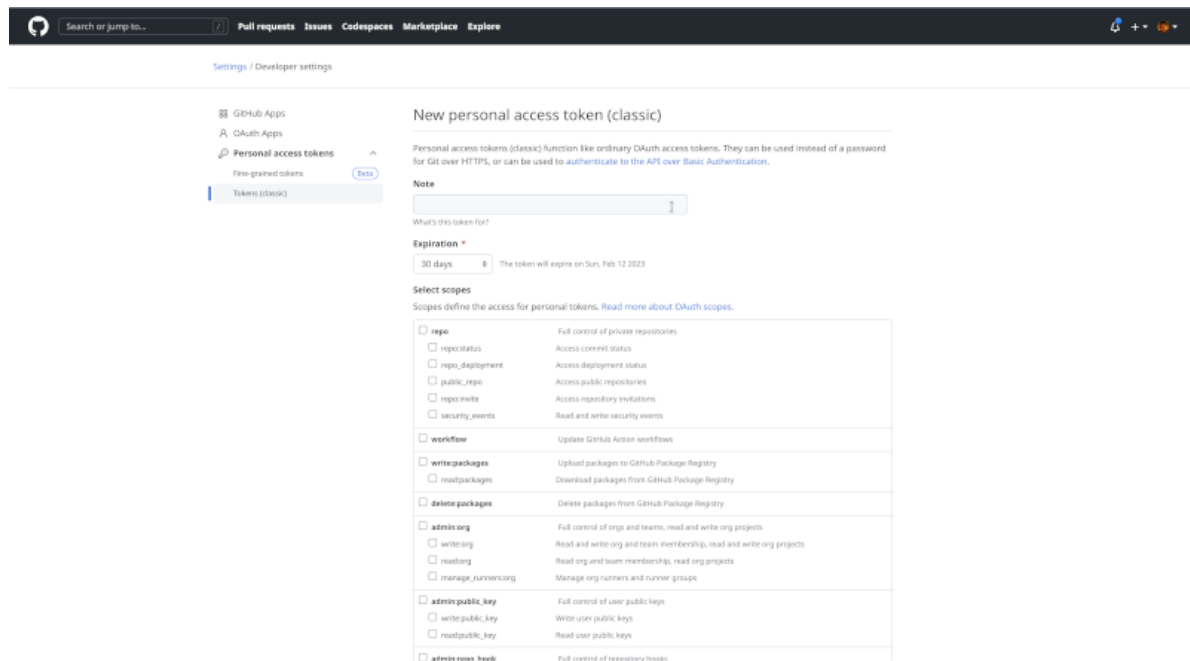 Search or jump to... /
Pull requests Issues Codespaces Marketplace Explore
Settings / Developer settings
GitHub Apps
OAuth Apps
Personal access tokens
Fine-grained tokens Beta
Tokens (classic)
New personal access token (classic)
Personal access tokens (classic) function like ordinary OAuth access tokens. They can be used instead of a password
for Git over HTTPS, or can be used to authenticate to the API over Basic Authentication.
Note
What's this token for?
Expiration *
30 days The token will expire on Sun, Feb 12 2023
Select scopes
Scopes define the access for personal tokens. Read more about OAuth scopes.
repo Full control of private repositories
repo:status Access commit status
repo_deployment Access deployment status
public_repo Access public repositories
repo:invite Access repository invitations
security_events Read and write security events
workflow Update GitHub Action workflows
write:packages Upload packages to GitHub Package Registry
read:packages Download packages from GitHub Package Registry
delete:packages Delete packages from GitHub Package Registry
admin:org Full control of orgs and teams, read and write org projects
write:org Read and write org and team membership, read and write org projects
read:org Read org and team membership, read org projects
manage_runners:org Manage org runners and runner groups
admin:public_key Full control of user public keys
write:public_key Write user public keys
read:public_key Read user public keys
admin:repo_hook Full control of repository hooks